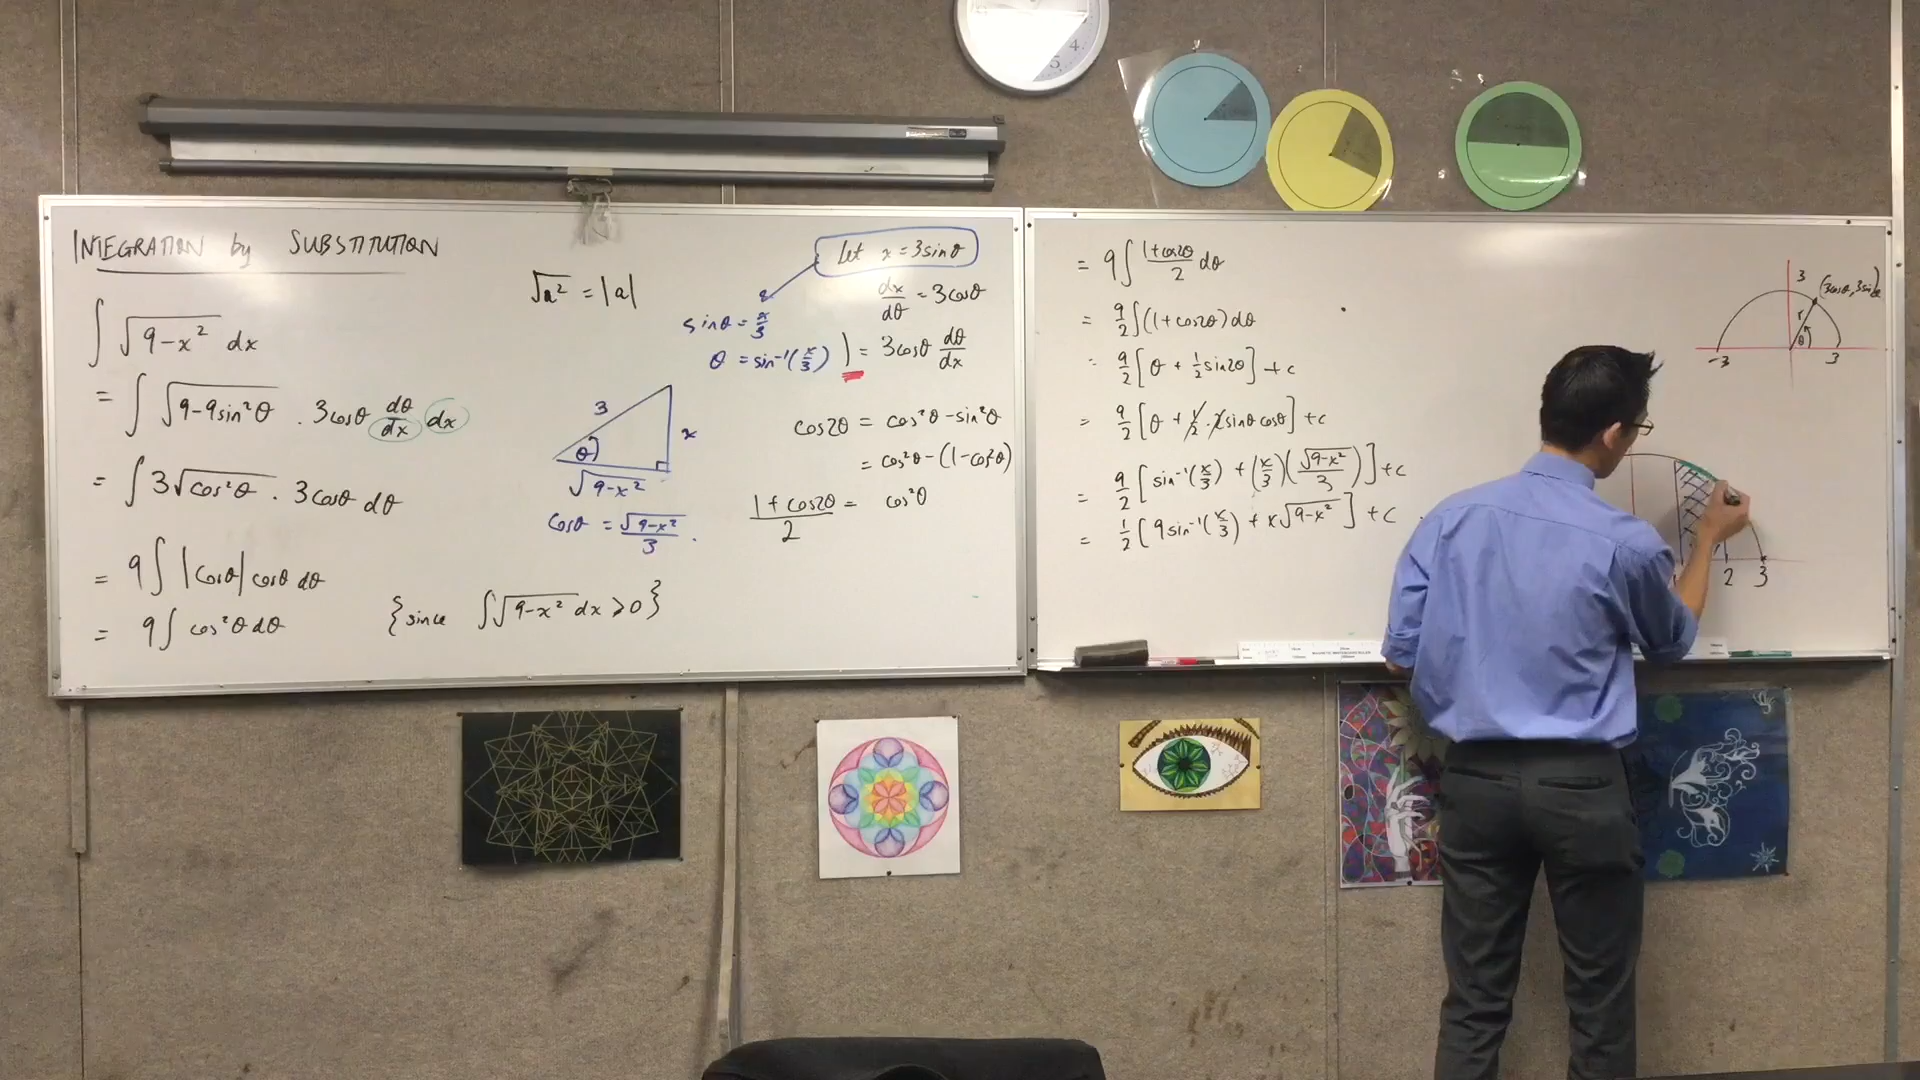 INTEGRATION by SUBSTITUTION
∫ √(9-x²) dx
= ∫ √(9-9sin²θ) . 3cosθ dθ/dx dx
= ∫ 3√(cos²θ) . 3cosθ dθ
= 9∫ |cosθ| cosθ dθ
= 9∫ cos²θ dθ
{since ∫√(9-x²) dx ≥ 0}
√a² = |a|
Let x = 3sinθ
dx/dθ = 3cosθ
1 = 3cosθ dθ/dx
sinθ = x/3
θ = sin⁻¹(x/3)
3
x
θ
√(9-x²)
cosθ = √(9-x²)/3 .
cos2θ = cos²θ - sin²θ
= cos²θ - (1-cos²θ)
(1+cos2θ)/2 = cos²θ
= 9∫ (1+cos2θ)/2 dθ
= 9/2 ∫(1+cos2θ) dθ
= 9/2 [θ + 1/2 sin2θ] + c
= 9/2 [θ + 1/2 . 2sinθ cosθ] + c
= 9/2 [sin⁻¹(x/3) + (x/3)(√(9-x²)/3)] + c
= 1/2 [9sin⁻¹(x/3) + x√(9-x²)] + c
3
(3cosθ, 3sinθ)
r
θ
-3
3
2
3
4
5